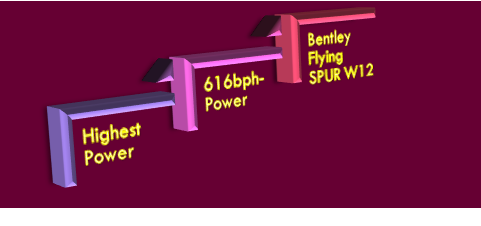 Highest
Power
616bph-
Power
Bentley
Flying
SPUR W12